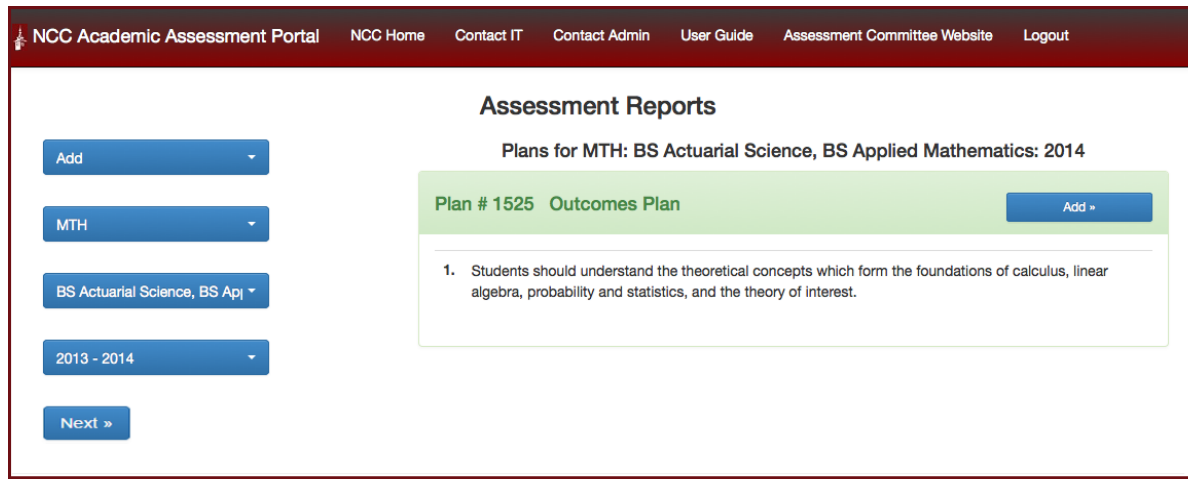 NCC Academic Assessment Portal NCC Home Contact IT Contact Admin User Guide Assessment Committee Website Logout
Assessment Reports
Add
MTH
BS Actuarial Science, BS Ap
2013 - 2014
Next »
Plans for MTH: BS Actuarial Science, BS Applied Mathematics: 2014
Plan # 1525 Outcomes Plan Add »
1. Students should understand the theoretical concepts which form the foundations of calculus, linear
algebra, probability and statistics, and the theory of interest.